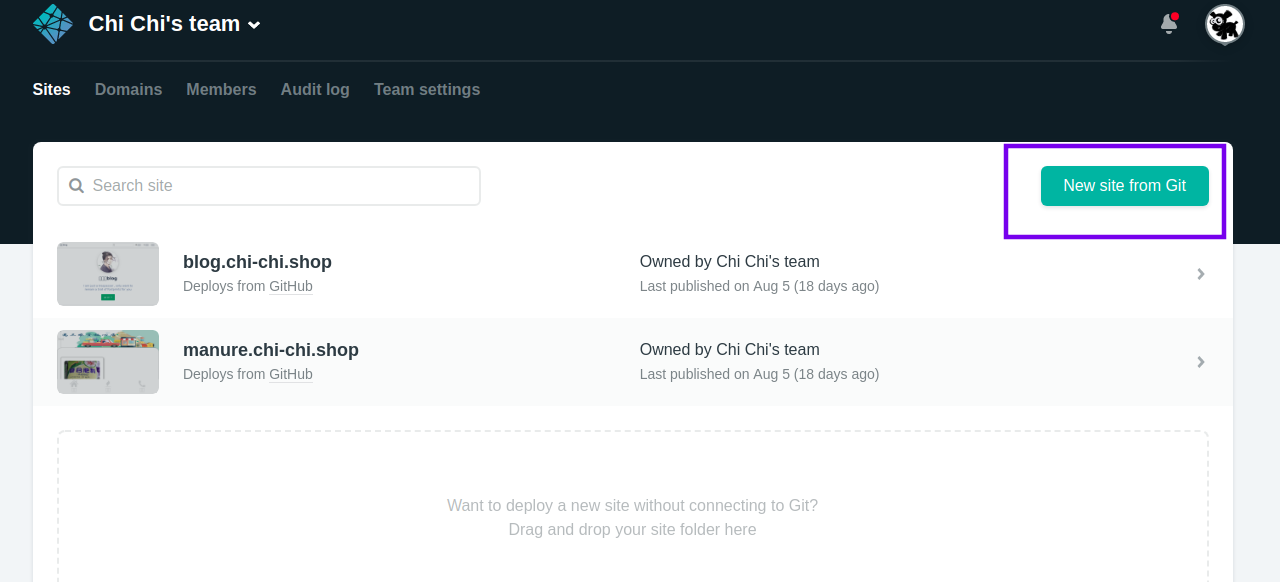 Chi Chi's team
Sites Domains Members Audit log Team settings
Search site
New site from Git
blog.chi-chi.shop
Deploys from GitHub
Owned by Chi Chi's team
Last published on Aug 5 (18 days ago)
manure.chi-chi.shop
Deploys from GitHub
Owned by Chi Chi's team
Last published on Aug 5 (18 days ago)
Want to deploy a new site without connecting to Git?
Drag and drop your site folder here